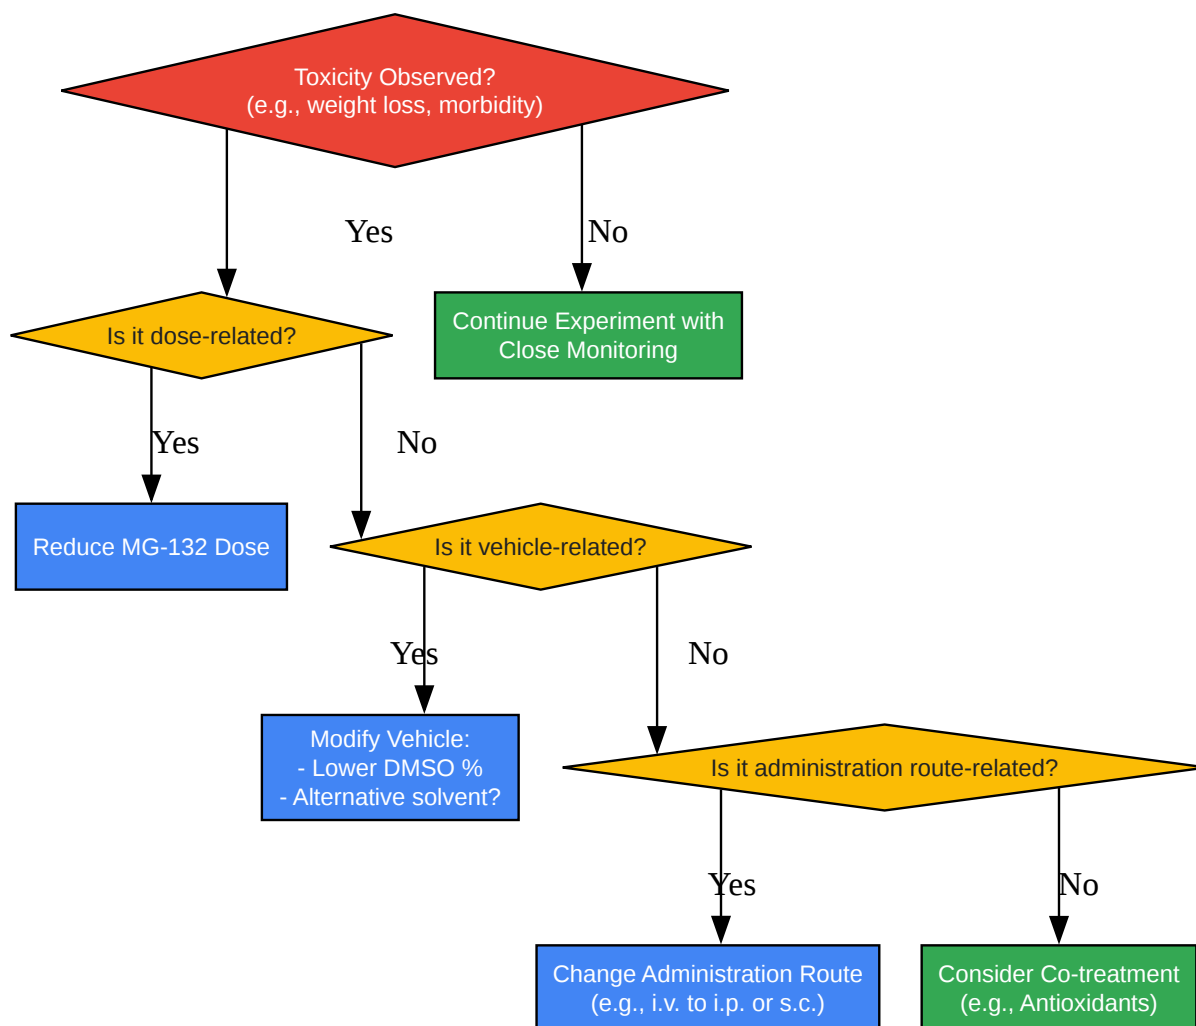 Toxicity Observed?
(e.g., weight loss, morbidity)
Yes
No
Is it dose-related?
Continue Experiment with
Close Monitoring
Yes
No
Reduce MG-132 Dose
Is it vehicle-related?
Yes
No
Modify Vehicle:
- Lower DMSO %
- Alternative solvent?
Is it administration route-related?
Yes
No
Change Administration Route
(e.g., i.v. to i.p. or s.c.)
Consider Co-treatment
(e.g., Antioxidants)